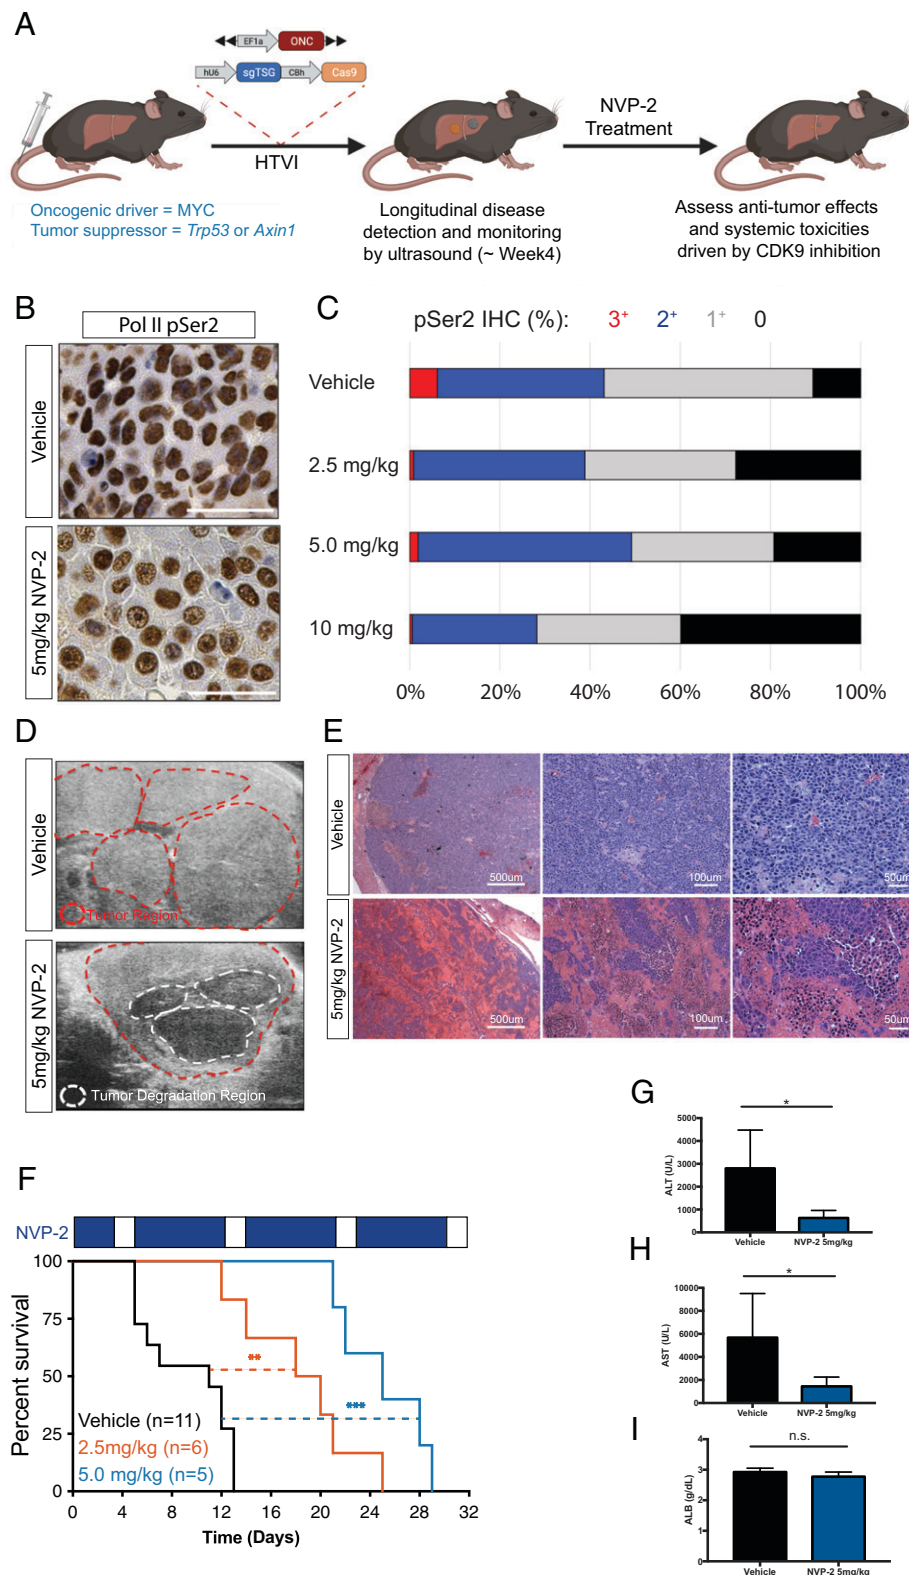 A
EF1a ONC
hU6 sgTSG CBh Cas9
HTVI
NVP-2
Treatment
Oncogenic driver = MYC
Tumor suppressor = Trp53 or Axin1
Longitudinal disease
detection and monitoring
by ultrasound (~ Week4)
Assess anti-tumor effects
and systemic toxicities
driven by CDK9 inhibition
B
Pol II pSer2
Vehicle
5mg/kg NVP-2
C
pSer2 IHC (%): 3+ 2+ 1+ 0
Vehicle
2.5 mg/kg
5.0 mg/kg
10 mg/kg
0% 20% 40% 60% 80% 100%
D
Vehicle
Tumor Region
5mg/kg NVP-2
Tumor Degradation Region
E
Vehicle
500um 100um 50um
5mg/kg NVP-2
500um 100um 50um
F
NVP-2
Percent survival
100
75
50
25
0
**
***
Vehicle (n=11)
2.5mg/kg (n=6)
5.0 mg/kg (n=5)
0 4 8 12 16 20 24 28 32
Time (Days)
G
ALT (U/L)
5000
4000
3000
2000
1000
0
*
Vehicle NVP-2 5mg/kg
H
AST (U/L)
10000
8000
6000
4000
2000
0
*
Vehicle NVP-2 5mg/kg
I
ALB (g/dL)
4
3
2
1
0
n.s.
Vehicle NVP-2 5mg/kg